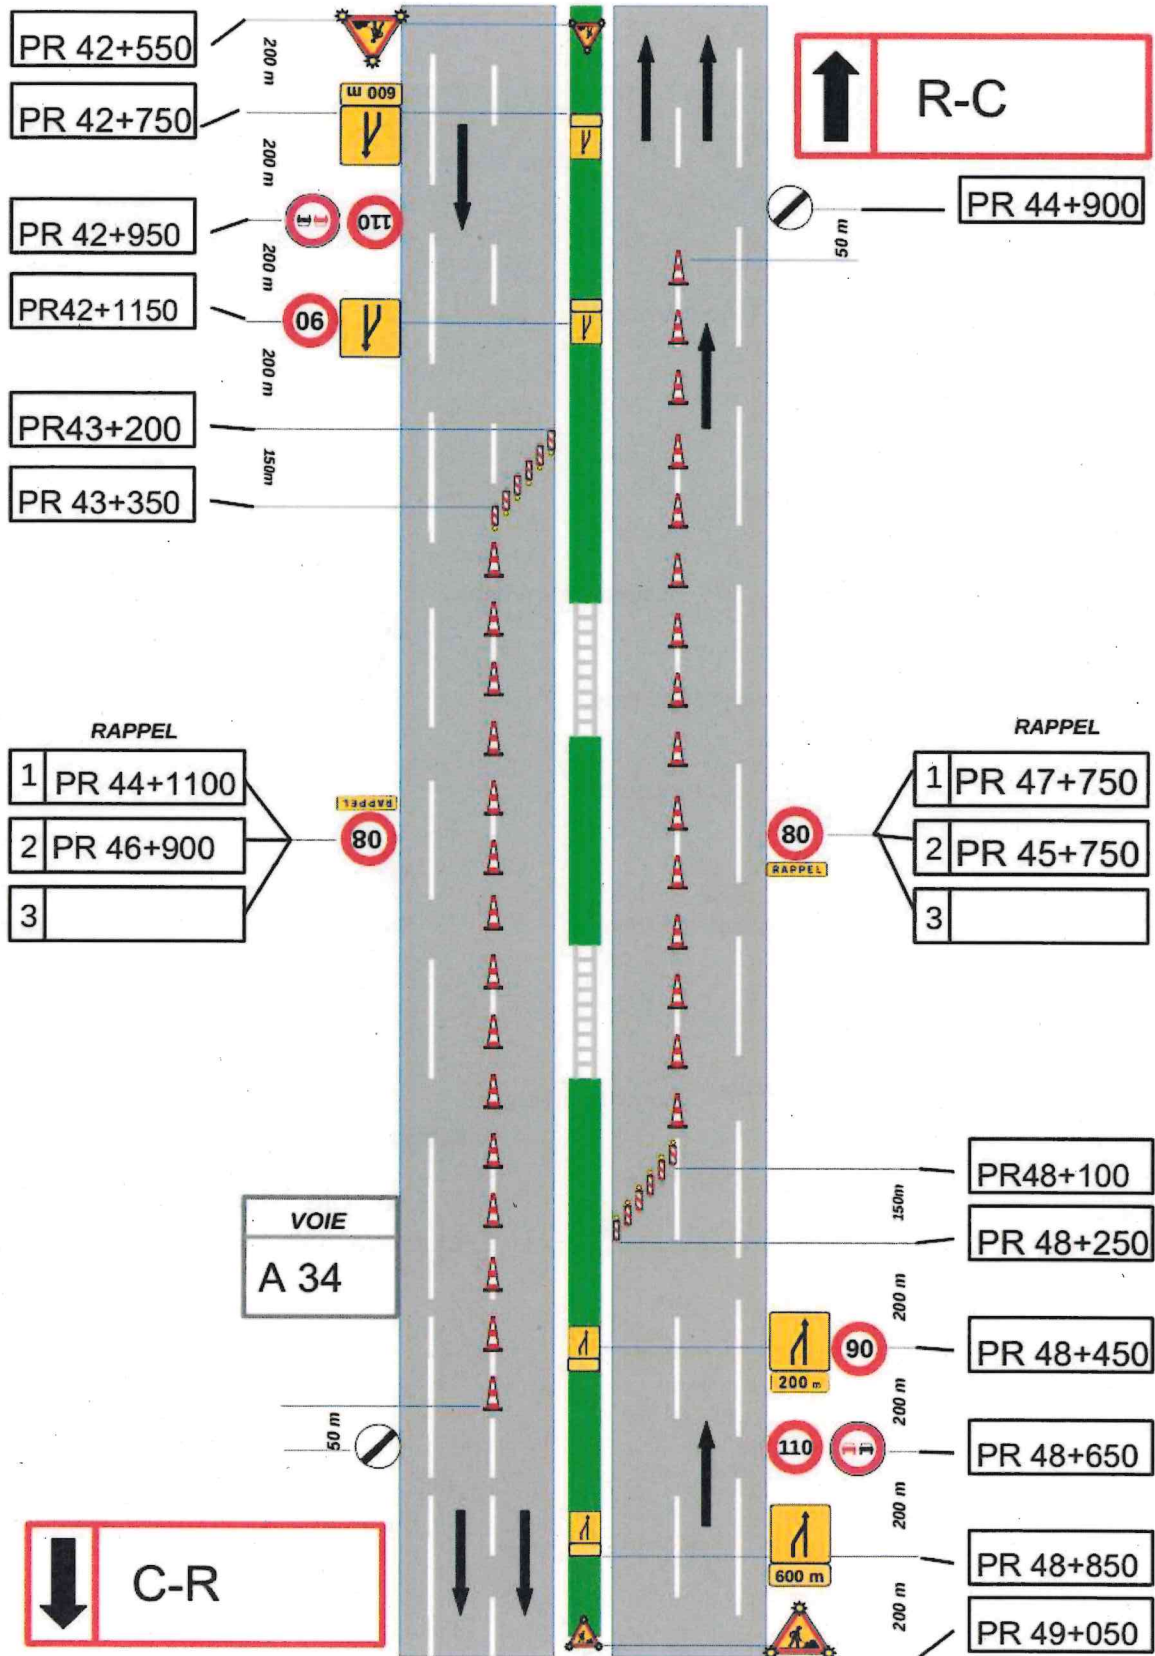 PR 42+550
200 m
600 m
PR 42+750
200 m
PR 42+950
110
200 m
PR42+1150
90
200 m
PR43+200
150m
PR 43+350
RAPPEL
1 PR 44+1100
2 PR 46+900
3
RAPPEL
80
VOIE
A 34
50 m
C-R
R-C
PR 44+900
50 m
RAPPEL
1 PR 47+750
2 PR 45+750
3
80
RAPPEL
PR48+100
150m
PR 48+250
200 m
90
200 m
PR 48+450
200 m
110
PR 48+650
200 m
600 m
PR 48+850
200 m
PR 49+050